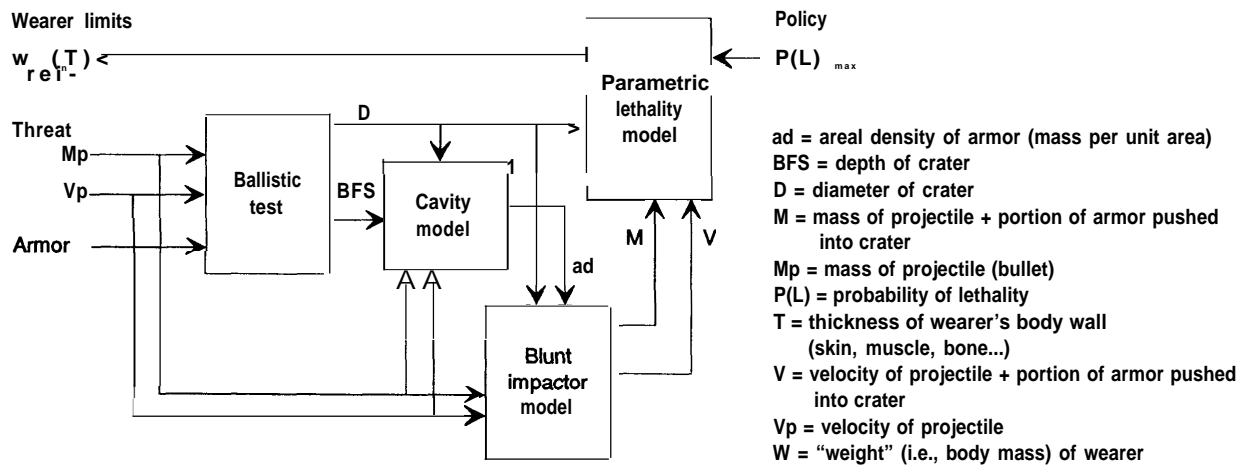 Wearer limits
W (T)
rein-
Policy
P(L) max
Parametric
lethality
model
D
Threat
Mp
Vp
Armor
Ballistic
test
BFS
Cavity
model
M
V
ad
Blunt
impactor
model
ad = areal density of armor (mass per unit area)
BFS = depth of crater
D = diameter of crater
M = mass of projectile + portion of armor pushed
into crater
Mp = mass of projectile (bullet)
P(L) = probability of lethality
T = thickness of wearer's body wall
(skin, muscle, bone...)
V = velocity of projectile + portion of armor pushed
into crater
Vp = velocity of projectile
W = "weight" (i.e., body mass) of wearer